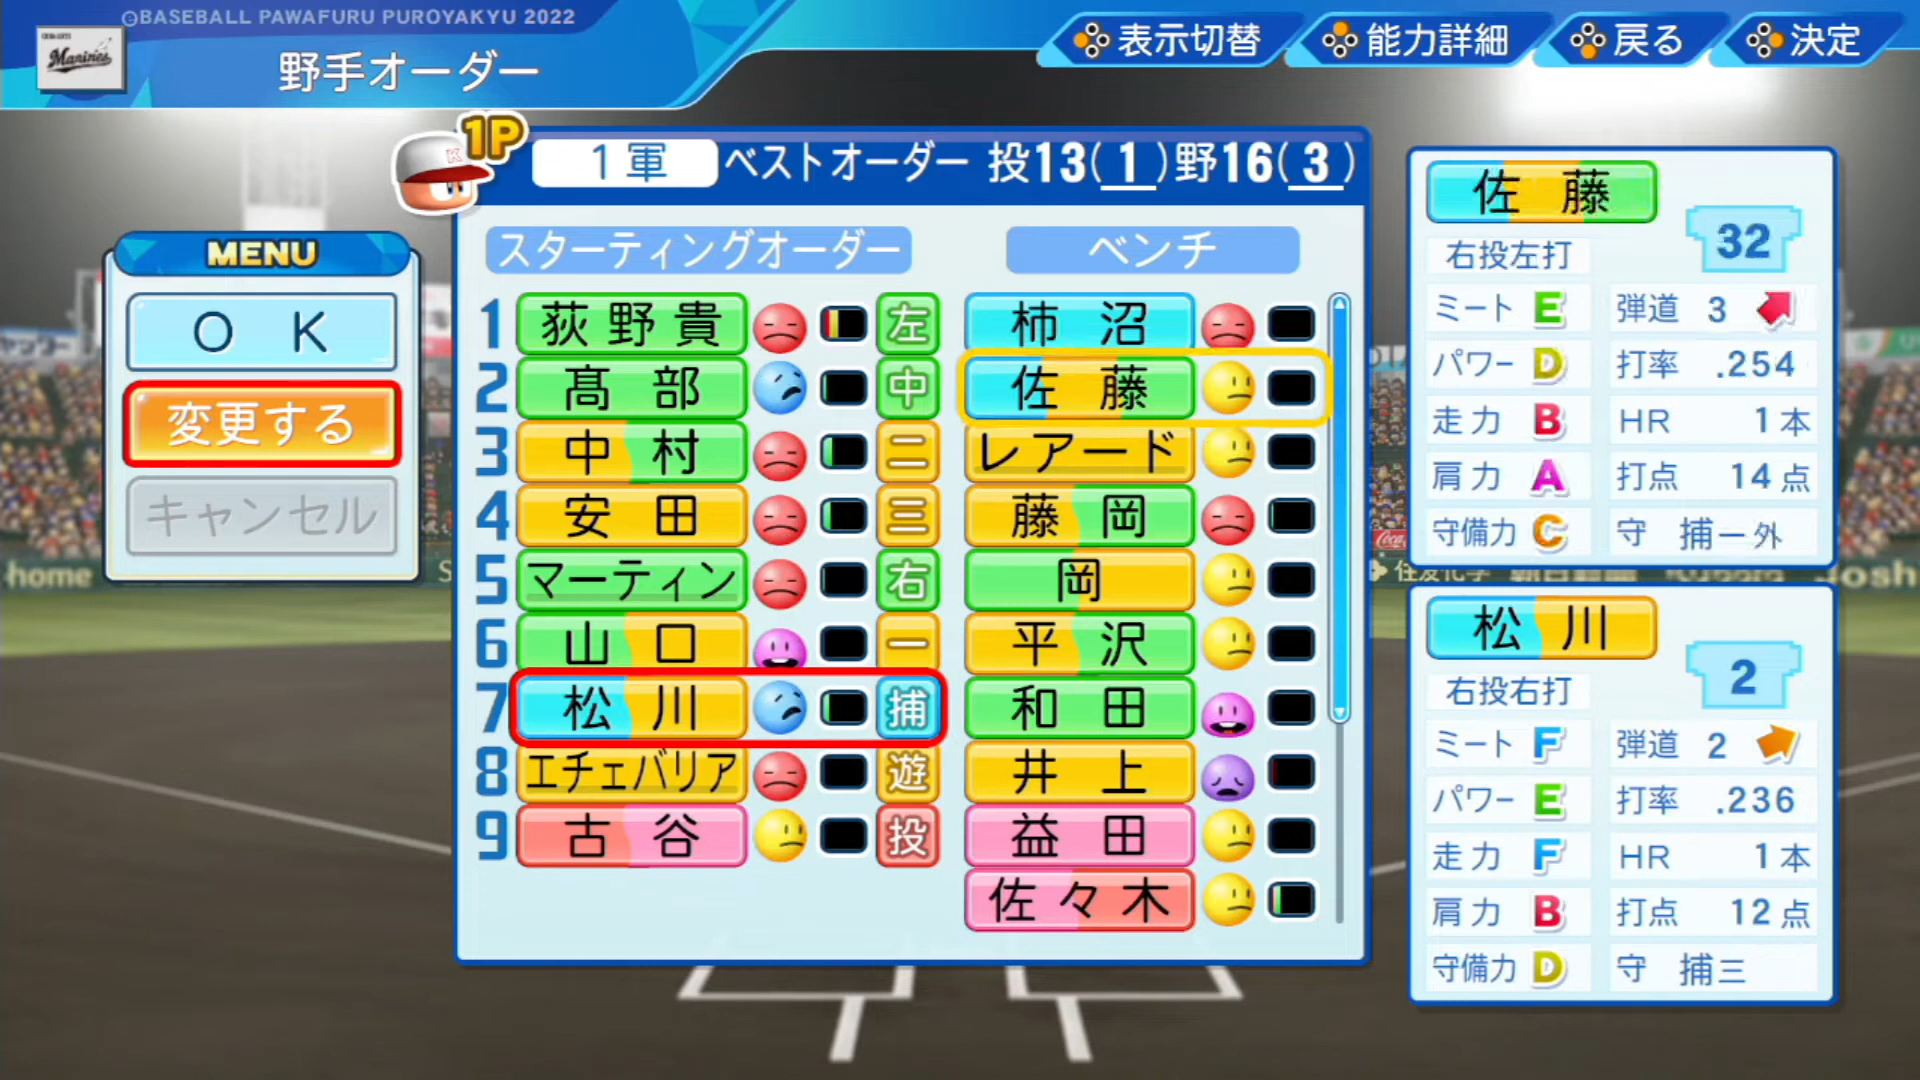 ©BASEBALL PAWAFURU PUROYAKYU 2022
Marines
野手オーダー
表示切替
能力詳細
戻る
決定
1P
1軍 ベストオーダー 投13(1)野16(3)
MENU
OK
変更する
キャンセル
スターティングオーダー
1 荻野貴 左
2 髙部 中
3 中村 二
4 安田 三
5 マーティン 右
6 山口 一
7 松川 捕
8 エチェバリア 遊
9 古谷 投
ベンチ
柿沼
佐藤
レアード
藤岡
岡
平沢
和田
井上
益田
佐々木
佐藤
32
右投左打
ミート E 弾道 3
パワー D 打率 .254
走力 B HR 1本
肩力 A 打点 14点
守備力 C 守 捕一外
松川
2
右投右打
ミート F 弾道 2
パワー E 打率 .236
走力 F HR 1本
肩力 B 打点 12点
守備力 D 守 捕三
home